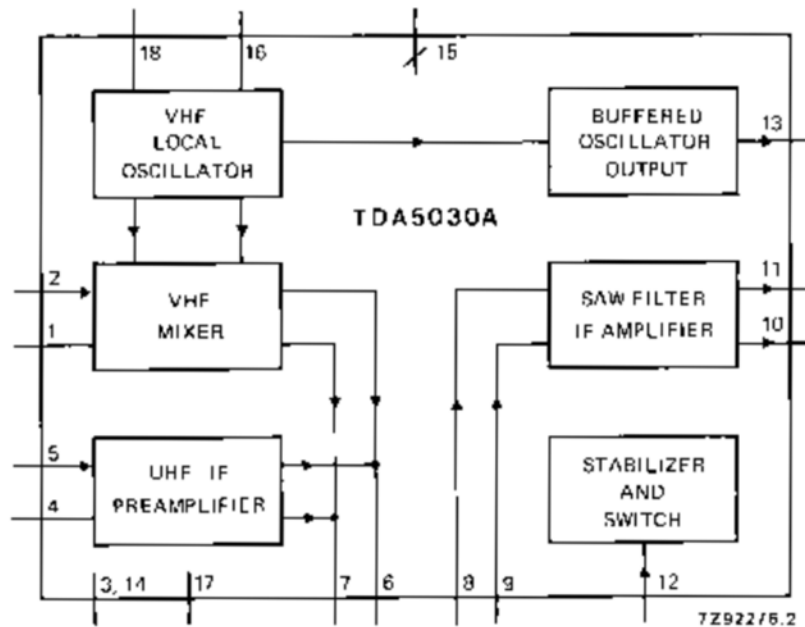 18 16 15
VHF
LOCAL
OSCILLATOR
BUFFERED
OSCILLATOR
OUTPUT
13
TDA5030A
2
1
VHF
MIXER
SAW FILTER
IF AMPLIFIER
11
10
5
4
UHF IF
PREAMPLIFIER
STABILIZER
AND
SWITCH
3, 14 17 7 6 8 9 12
7Z92276.2